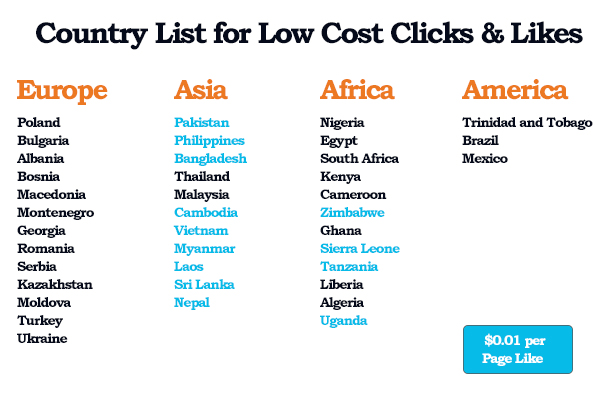 Country List for Low Cost Clicks & Likes
Europe
Poland
Bulgaria
Albania
Bosnia
Macedonia
Montenegro
Georgia
Romania
Serbia
Kazakhstan
Moldova
Turkey
Ukraine
Asia
Pakistan
Philippines
Bangladesh
Thailand
Malaysia
Cambodia
Vietnam
Myanmar
Laos
Sri Lanka
Nepal
Africa
Nigeria
Egypt
South Africa
Kenya
Cameroon
Zimbabwe
Ghana
Sierra Leone
Tanzania
Liberia
Algeria
Uganda
America
Trinidad and Tobago
Brazil
Mexico
$0.01 per
Page Like